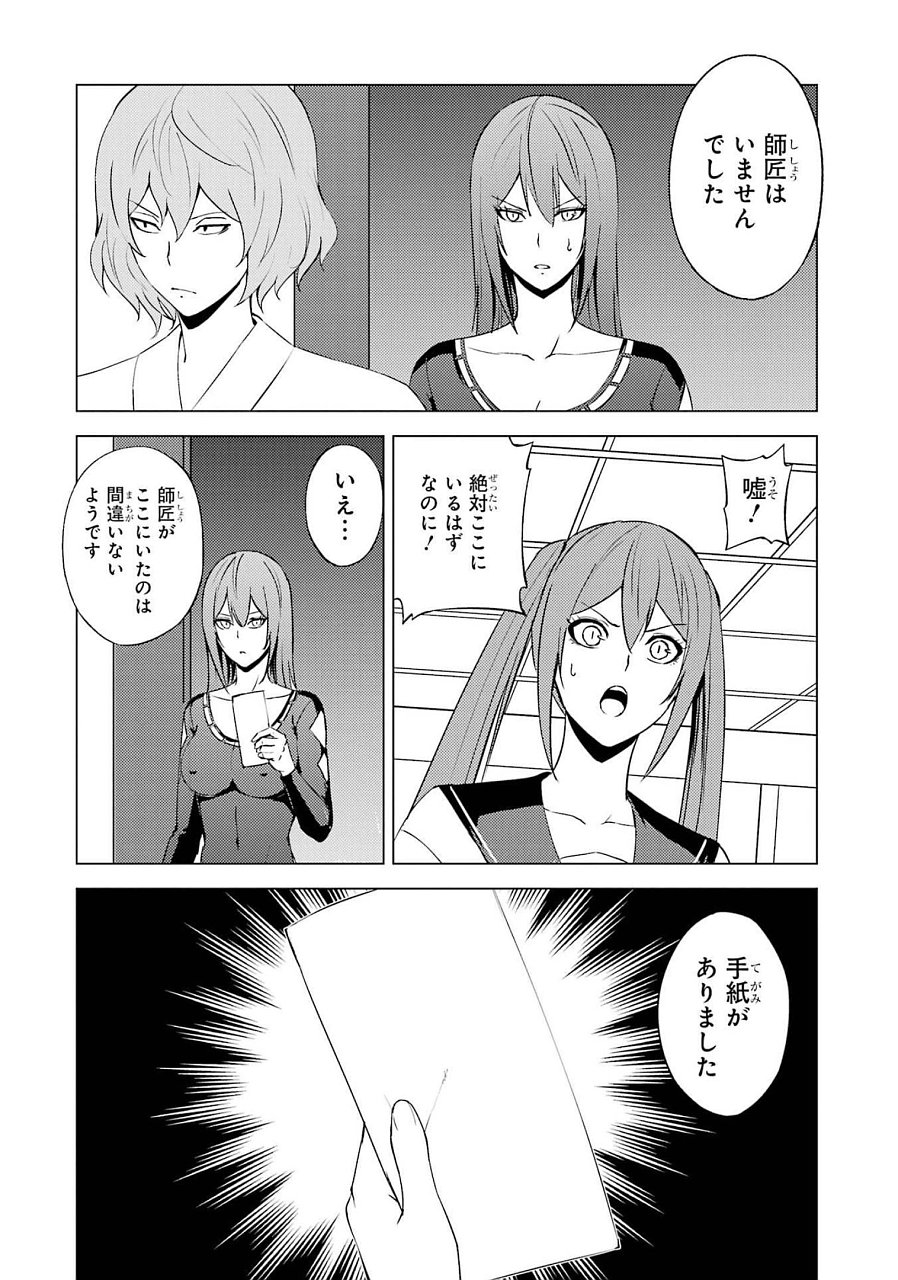 師匠は
いません
でした
嘘！
絶対ここに
いるはず
なのに！
いえ…
師匠が
ここにいたのは
間違いない
ようです
手紙が
ありました